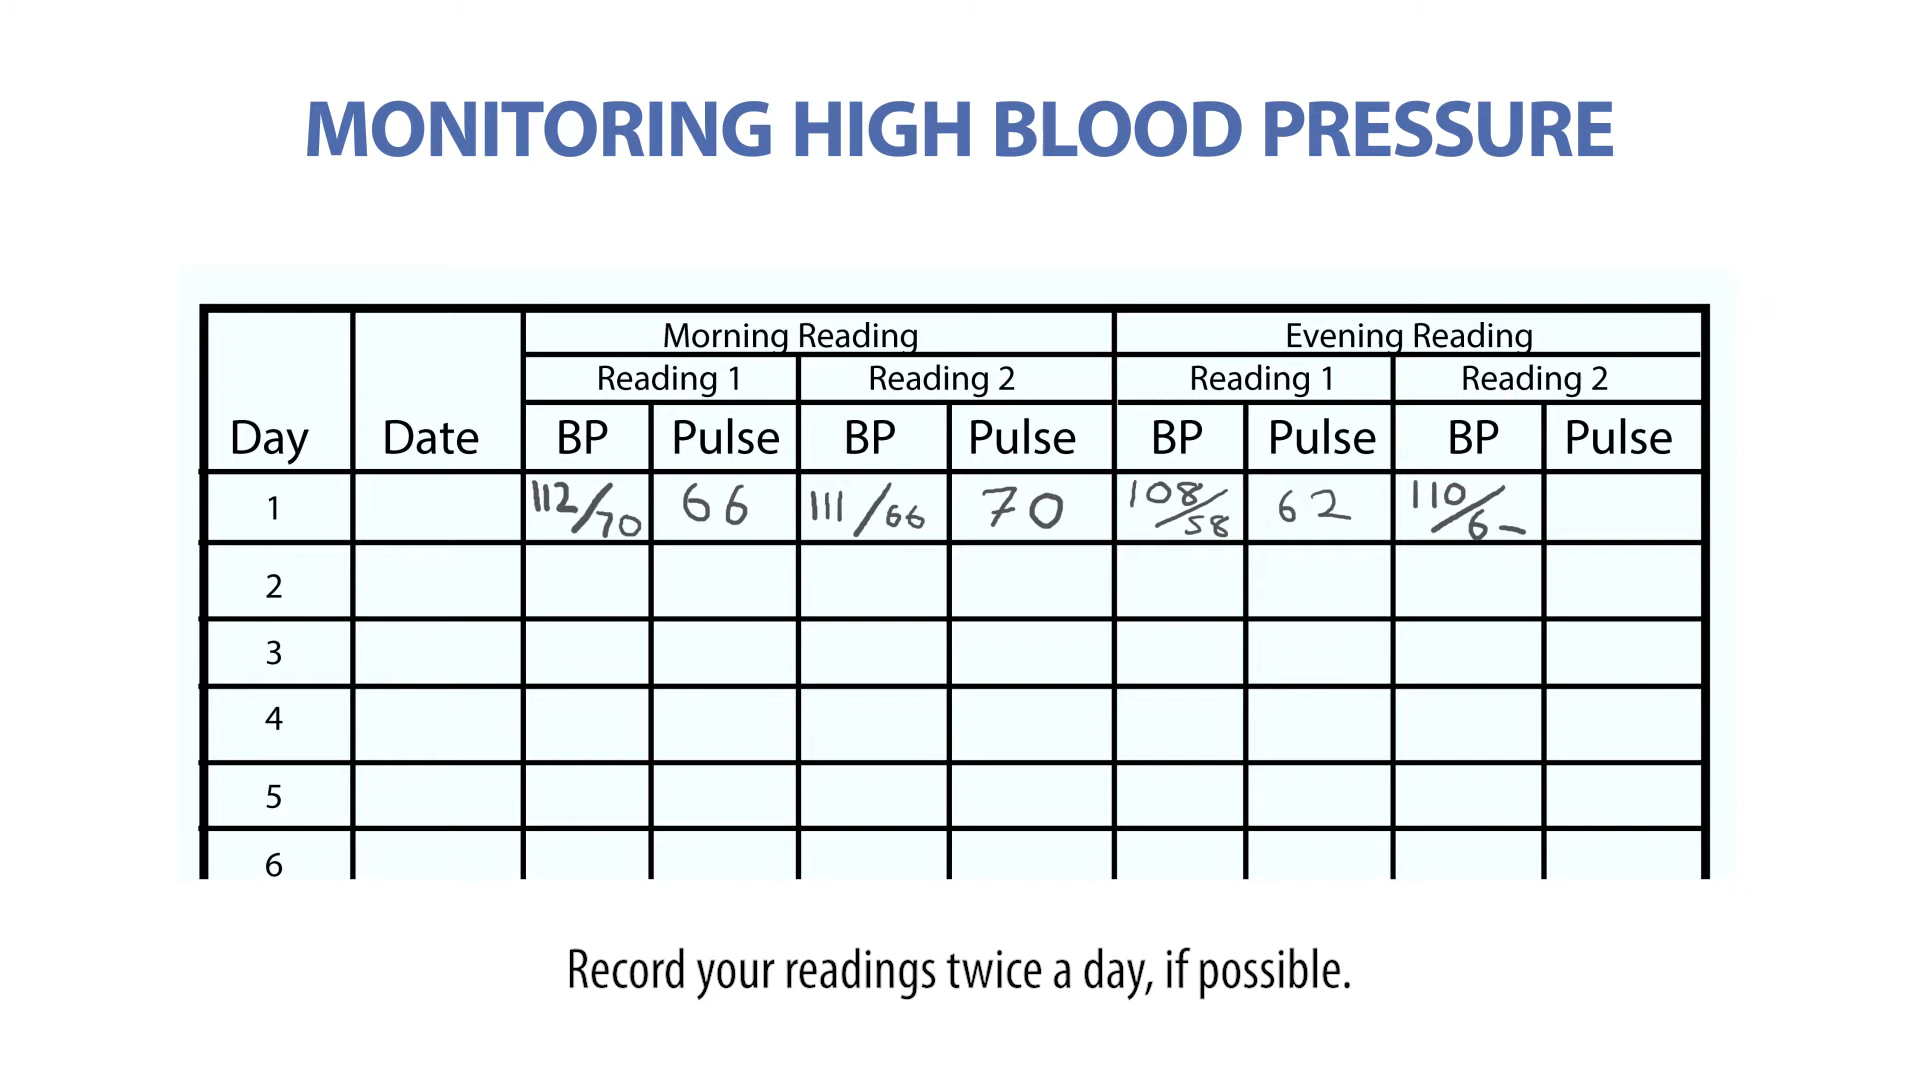 MONITORING HIGH BLOOD PRESSURE
Morning Reading Evening Reading
Reading 1 Reading 2 Reading 1 Reading 2
Day Date BP Pulse BP Pulse BP Pulse BP Pulse
1 112/70 66 111/66 70 108/58 62 110/6
2
3
4
5
6
Record your readings twice a day, if possible.